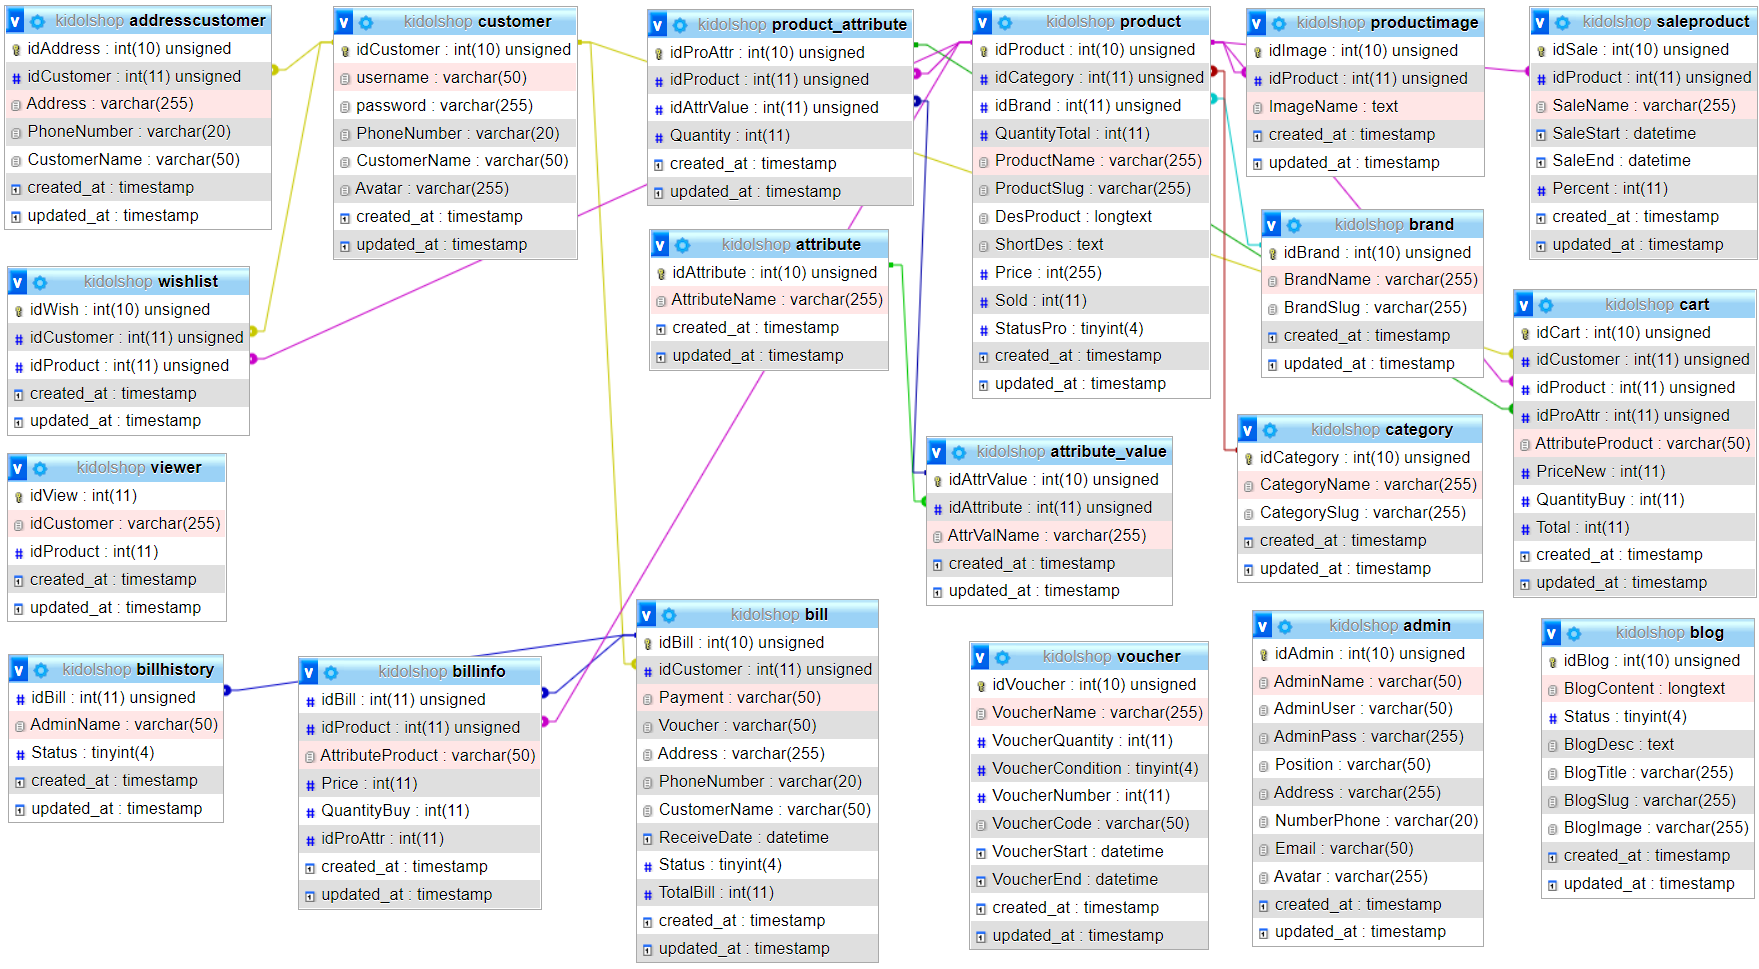 kidolshop addresscustomer
idAddress : int(10) unsigned
idCustomer : int(11) unsigned
Address : varchar(255)
PhoneNumber : varchar(20)
CustomerName : varchar(50)
created_at : timestamp
updated_at : timestamp
kidolshop customer
idCustomer : int(10) unsigned
username : varchar(50)
password : varchar(255)
PhoneNumber : varchar(20)
CustomerName : varchar(50)
Avatar : varchar(255)
created_at : timestamp
updated_at : timestamp
kidolshop product_attribute
idProAttr : int(10) unsigned
idProduct : int(11) unsigned
idAttrValue : int(11) unsigned
Quantity : int(11)
created_at : timestamp
updated_at : timestamp
kidolshop product
idProduct : int(10) unsigned
idCategory : int(11) unsigned
idBrand : int(11) unsigned
QuantityTotal : int(11)
ProductName : varchar(255)
ProductSlug : varchar(255)
DesProduct : longtext
ShortDes : text
Price : int(255)
Sold : int(11)
StatusPro : tinyint(4)
created_at : timestamp
updated_at : timestamp
kidolshop productimage
idImage : int(10) unsigned
idProduct : int(11) unsigned
ImageName : text
created_at : timestamp
updated_at : timestamp
kidolshop saleproduct
idSale : int(10) unsigned
idProduct : int(11) unsigned
SaleName : varchar(255)
SaleStart : datetime
SaleEnd : datetime
Percent : int(11)
created_at : timestamp
updated_at : timestamp
kidolshop wishlist
idWish : int(10) unsigned
idCustomer : int(11) unsigned
idProduct : int(11) unsigned
created_at : timestamp
updated_at : timestamp
kidolshop attribute
idAttribute : int(10) unsigned
AttributeName : varchar(255)
created_at : timestamp
updated_at : timestamp
kidolshop brand
idBrand : int(10) unsigned
BrandName : varchar(255)
BrandSlug : varchar(255)
created_at : timestamp
updated_at : timestamp
kidolshop cart
idCart : int(10) unsigned
idCustomer : int(11) unsigned
idProduct : int(11) unsigned
idProAttr : int(11) unsigned
AttributeProduct : varchar(50)
PriceNew : int(11)
QuantityBuy : int(11)
Total : int(11)
created_at : timestamp
updated_at : timestamp
kidolshop viewer
idView : int(11)
idCustomer : varchar(255)
idProduct : int(11)
created_at : timestamp
updated_at : timestamp
kidolshop attribute_value
idAttrValue : int(10) unsigned
idAttribute : int(11) unsigned
AttrValName : varchar(255)
created_at : timestamp
updated_at : timestamp
kidolshop category
idCategory : int(10) unsigned
CategoryName : varchar(255)
CategorySlug : varchar(255)
created_at : timestamp
updated_at : timestamp
kidolshop billhistory
idBill : int(11) unsigned
AdminName : varchar(50)
Status : tinyint(4)
created_at : timestamp
updated_at : timestamp
kidolshop billinfo
idBill : int(11) unsigned
idProduct : int(11) unsigned
AttributeProduct : varchar(50)
Price : int(11)
QuantityBuy : int(11)
idProAttr : int(11)
created_at : timestamp
updated_at : timestamp
kidolshop bill
idBill : int(10) unsigned
idCustomer : int(11) unsigned
Payment : varchar(50)
Voucher : varchar(50)
Address : varchar(255)
PhoneNumber : varchar(20)
CustomerName : varchar(50)
ReceiveDate : datetime
Status : tinyint(4)
TotalBill : int(11)
created_at : timestamp
updated_at : timestamp
kidolshop voucher
idVoucher : int(10) unsigned
VoucherName : varchar(255)
VoucherQuantity : int(11)
VoucherCondition : tinyint(4)
VoucherNumber : int(11)
VoucherCode : varchar(50)
VoucherStart : datetime
VoucherEnd : datetime
created_at : timestamp
updated_at : timestamp
kidolshop admin
idAdmin : int(10) unsigned
AdminName : varchar(50)
AdminUser : varchar(50)
AdminPass : varchar(255)
Position : varchar(50)
Address : varchar(255)
NumberPhone : varchar(20)
Email : varchar(50)
Avatar : varchar(255)
created_at : timestamp
updated_at : timestamp
kidolshop blog
idBlog : int(10) unsigned
BlogContent : longtext
Status : tinyint(4)
BlogDesc : text
BlogTitle : varchar(255)
BlogSlug : varchar(255)
BlogImage : varchar(255)
created_at : timestamp
updated_at : timestamp